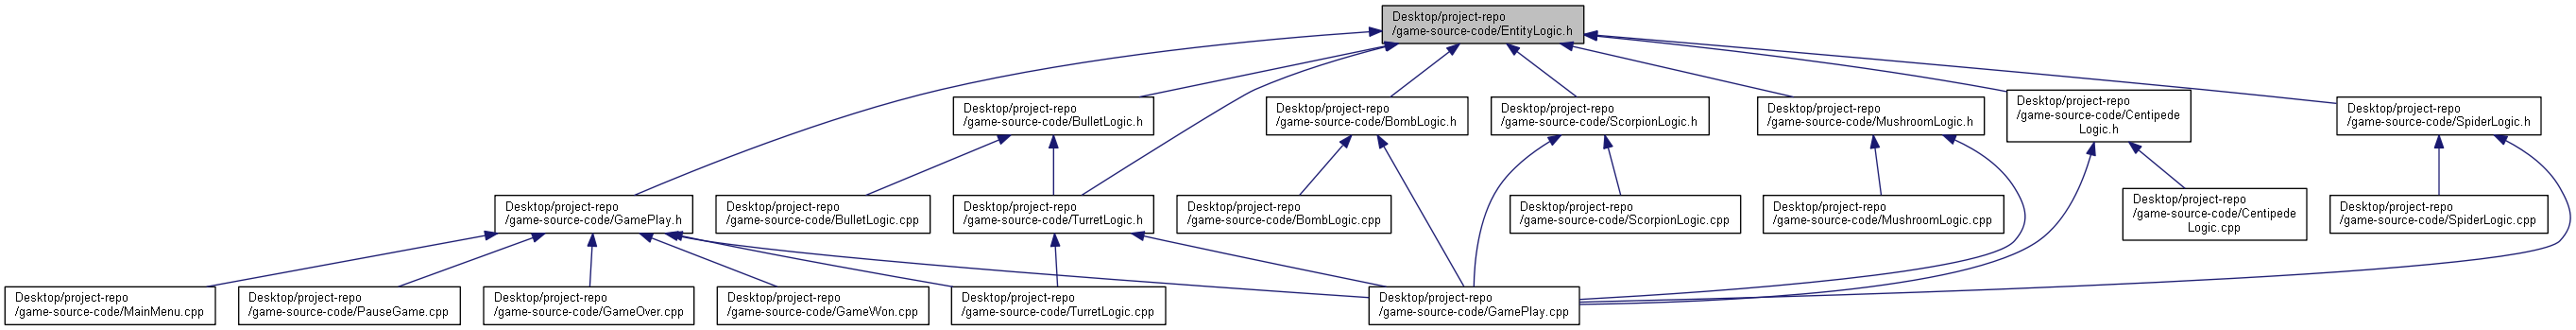 Desktop/project-repo
/game-source-code/EntityLogic.h
Desktop/project-repo
/game-source-code/BulletLogic.h
Desktop/project-repo
/game-source-code/BombLogic.h
Desktop/project-repo
/game-source-code/ScorpionLogic.h
Desktop/project-repo
/game-source-code/MushroomLogic.h
Desktop/project-repo
/game-source-code/Centipede
Logic.h
Desktop/project-repo
/game-source-code/SpiderLogic.h
Desktop/project-repo
/game-source-code/GamePlay.h
Desktop/project-repo
/game-source-code/BulletLogic.cpp
Desktop/project-repo
/game-source-code/TurretLogic.h
Desktop/project-repo
/game-source-code/BombLogic.cpp
Desktop/project-repo
/game-source-code/ScorpionLogic.cpp
Desktop/project-repo
/game-source-code/MushroomLogic.cpp
Desktop/project-repo
/game-source-code/Centipede
Logic.cpp
Desktop/project-repo
/game-source-code/SpiderLogic.cpp
Desktop/project-repo
/game-source-code/MainMenu.cpp
Desktop/project-repo
/game-source-code/PauseGame.cpp
Desktop/project-repo
/game-source-code/GameOver.cpp
Desktop/project-repo
/game-source-code/GameWon.cpp
Desktop/project-repo
/game-source-code/TurretLogic.cpp
Desktop/project-repo
/game-source-code/GamePlay.cpp